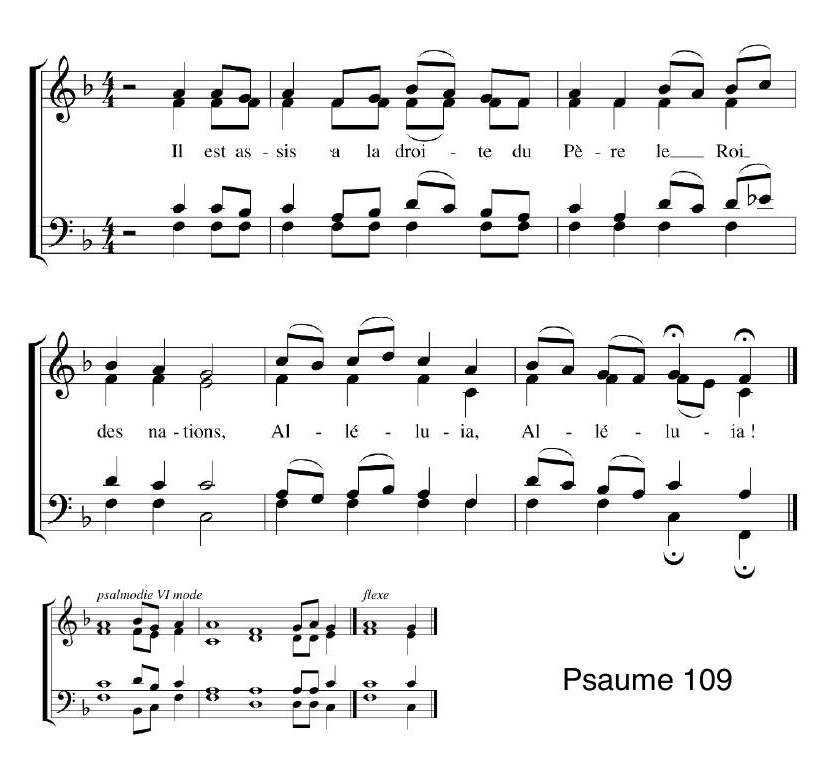 Il est as - sis a la droi - te du Pè - re le Roi
des na - tions, Al - lé - lu - ia, Al - lé - lu - ia !
psalmodie VI mode flexe
Psaume 109